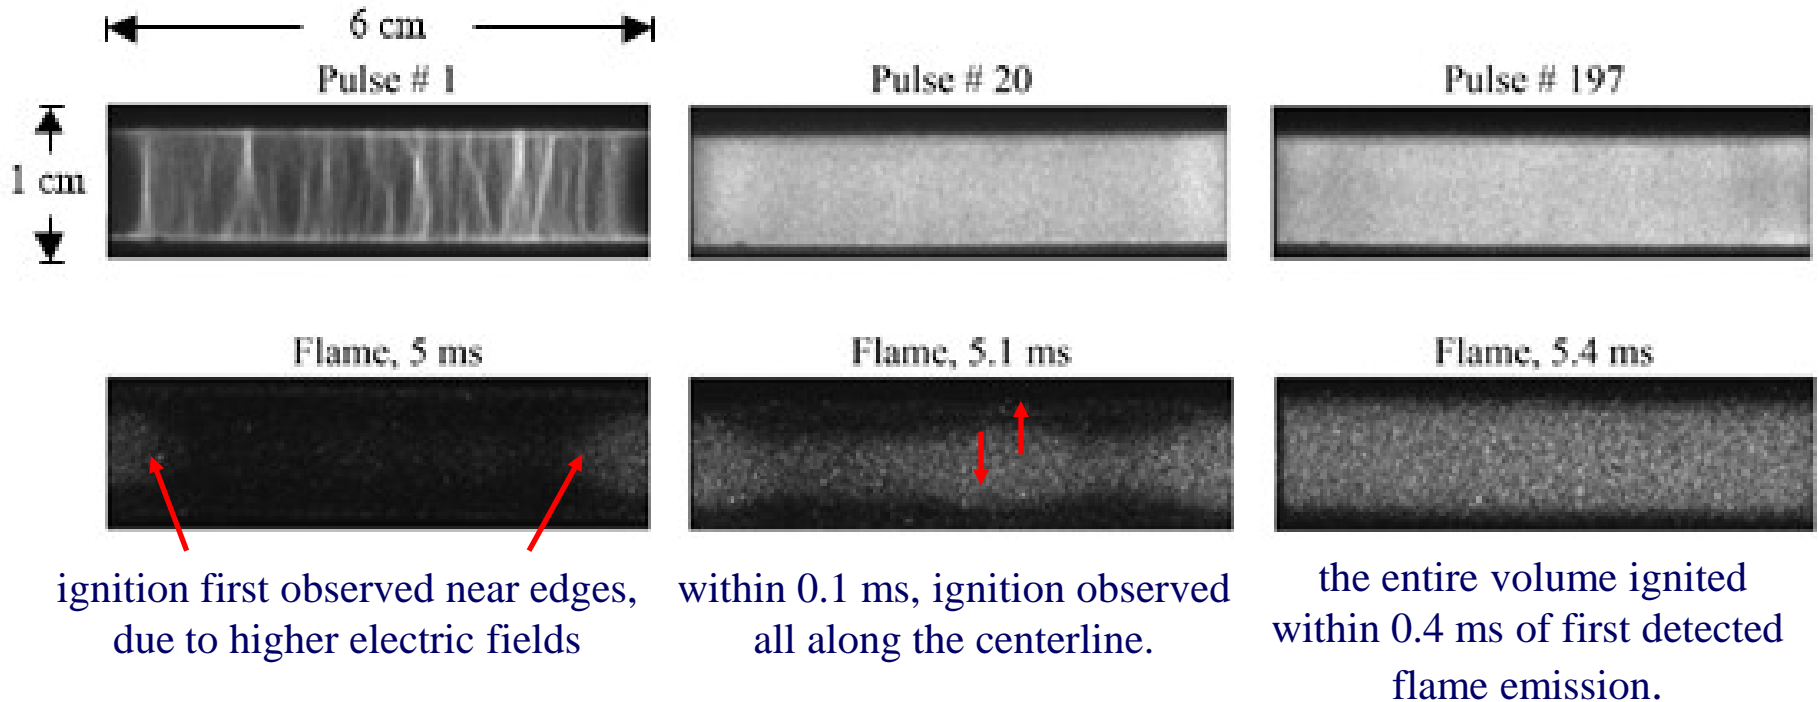 6 cm
Pulse # 1
Pulse # 20
Pulse # 197
1 cm
Flame, 5 ms
Flame, 5.1 ms
Flame, 5.4 ms
ignition first observed near edges,
due to higher electric fields
within 0.1 ms, ignition observed
all along the centerline.
the entire volume ignited
within 0.4 ms of first detected
flame emission.